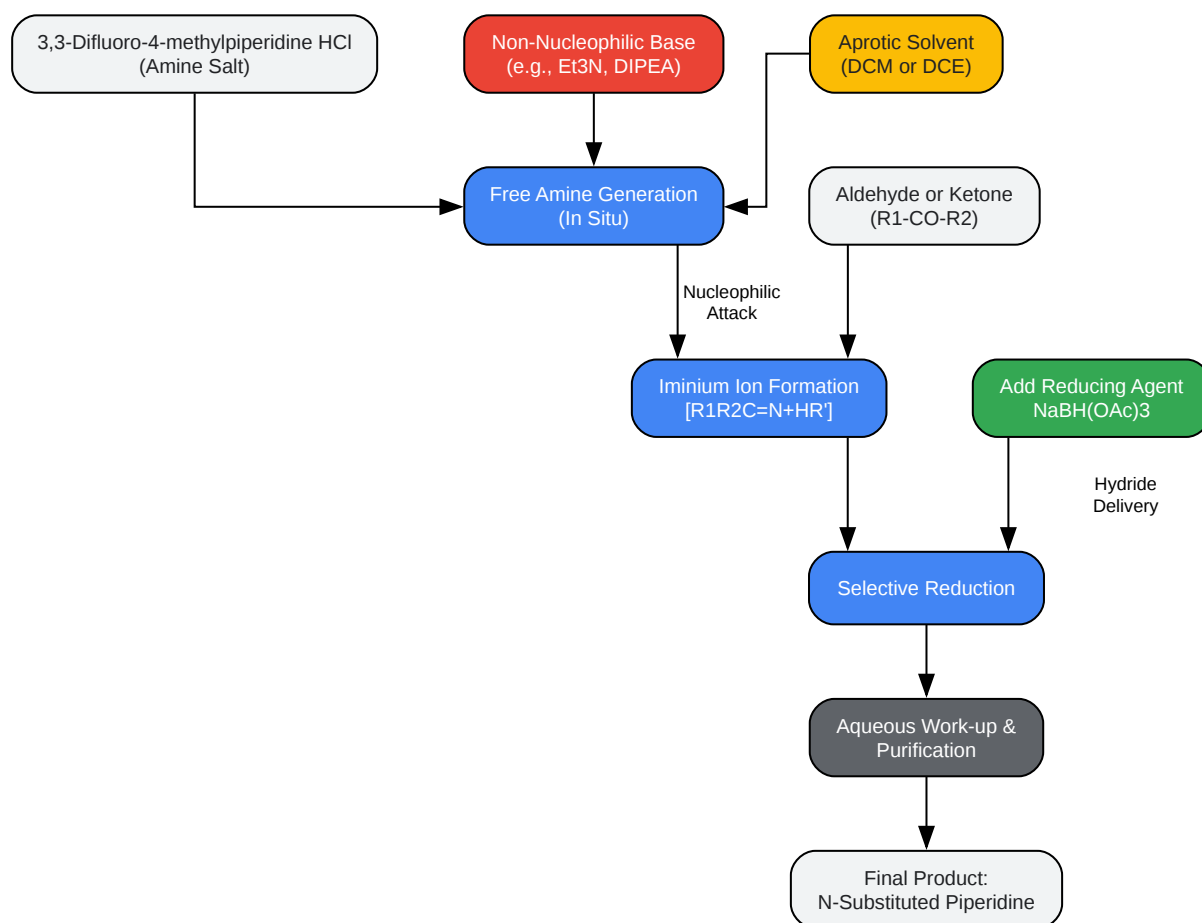 3,3-Difluoro-4-methylpiperidine HCl
(Amine Salt)
Non-Nucleophilic Base
(e.g., Et3N, DIPEA)
Aprotic Solvent
(DCM or DCE)
Free Amine Generation
(In Situ)
Aldehyde or Ketone
(R1-CO-R2)
Nucleophilic
Attack
Iminium Ion Formation
[R1R2C=N+HR']
Add Reducing Agent
NaBH(OAc)3
Hydride
Delivery
Selective Reduction
Aqueous Work-up &
Purification
Final Product:
N-Substituted Piperidine